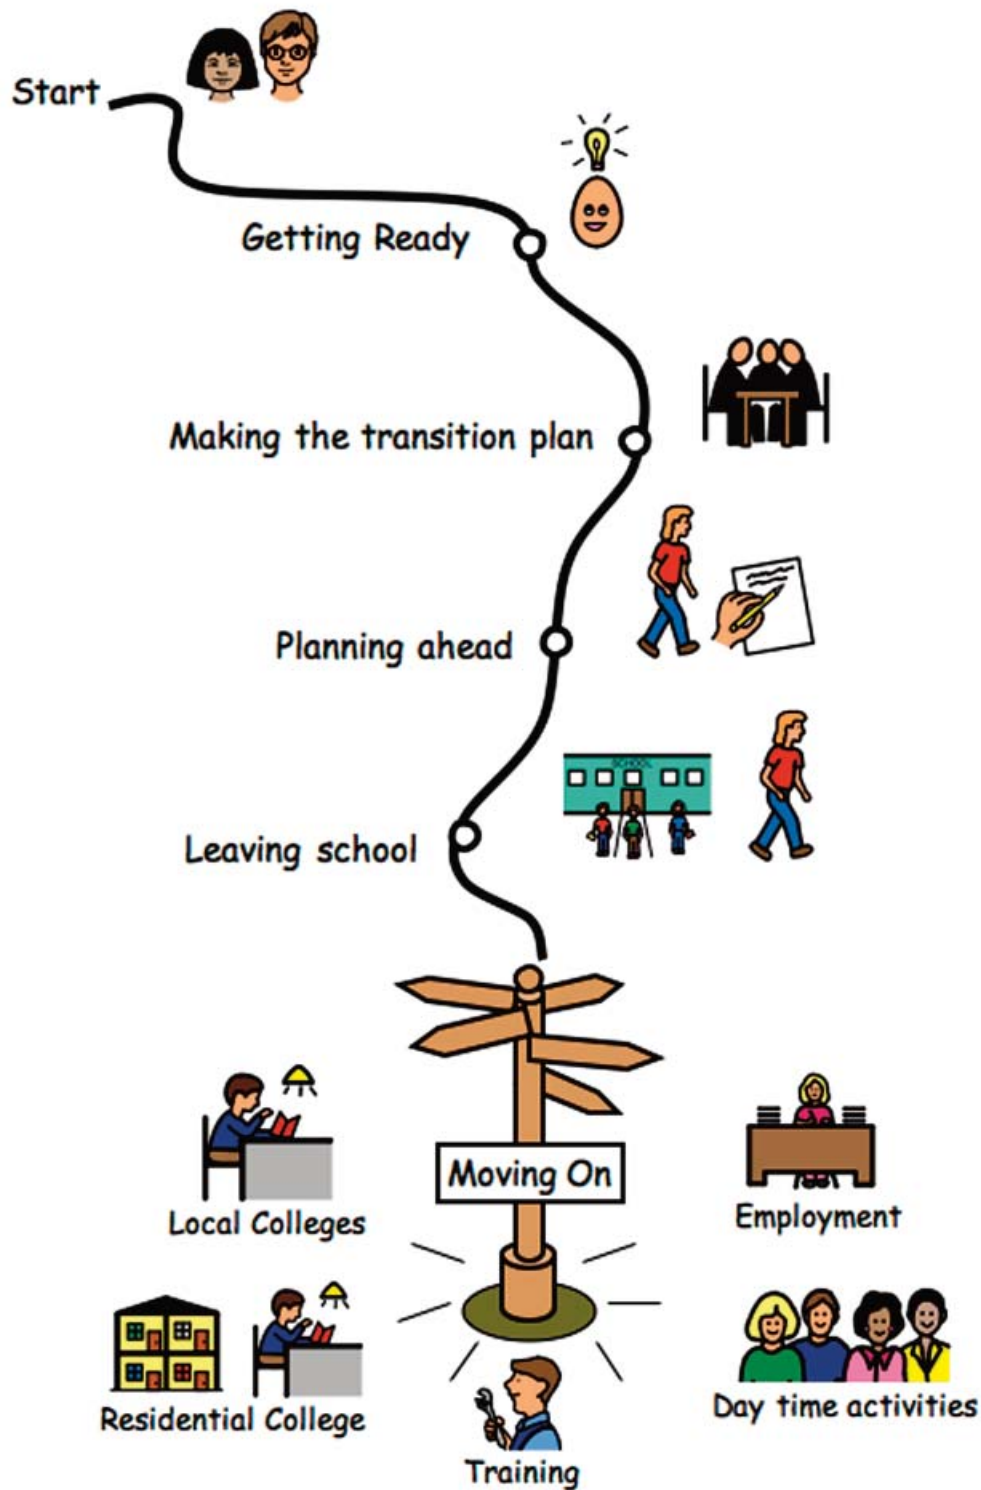 Start
Getting Ready
Making the transition plan
Planning ahead
SCHOOL
Leaving school
Moving On
Local Colleges
Employment
Residential College
Day time activities
Training